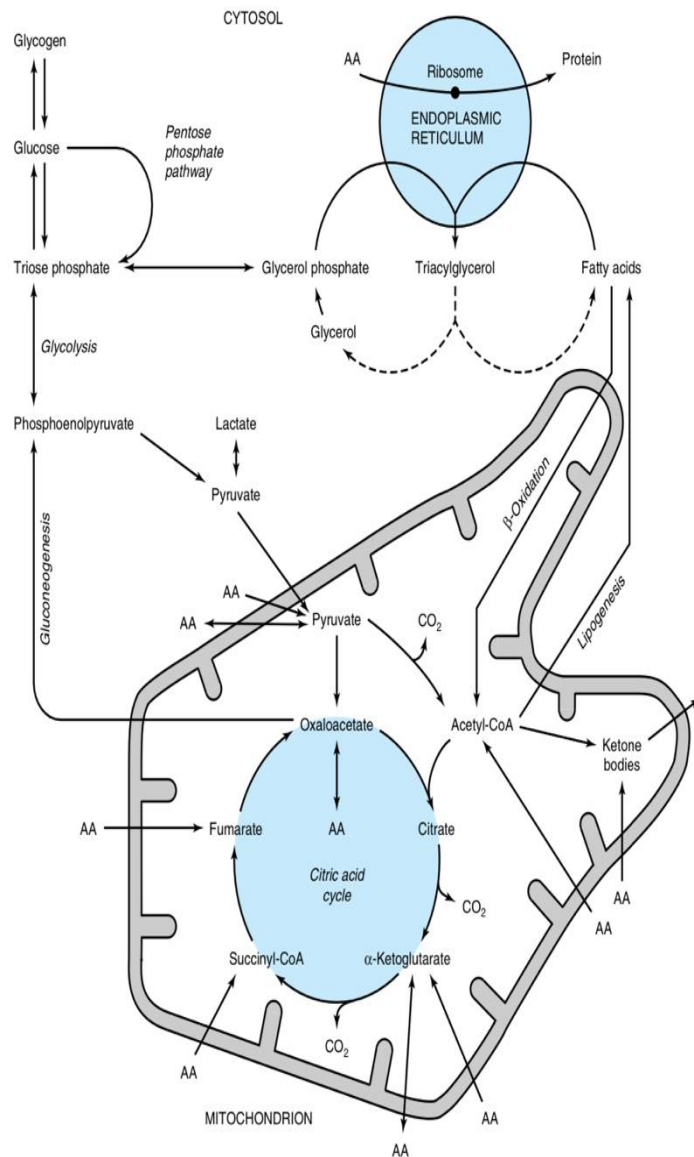 CYTOSOL
Glycogen
AA
Ribosome
Protein
ENDOPLASMIC
RETICULUM
Glucose
Pentose
phosphate
pathway
Triose phosphate
Glycerol phosphate
Triacylglycerol
Fatty acids
Glycerol
Glycolysis
Phosphoenolpyruvate
Lactate
Pyruvate
β-Oxidation
Lipogenesis
Gluconeogenesis
AA
AA
Pyruvate
CO2
Oxaloacetate
Acetyl-CoA
Ketone
bodies
AA
Fumarate
AA
Citrate
Citric acid
cycle
CO2
AA
AA
Succinyl-CoA
α-Ketoglutarate
CO2
AA
MITOCHONDRION
AA
AA